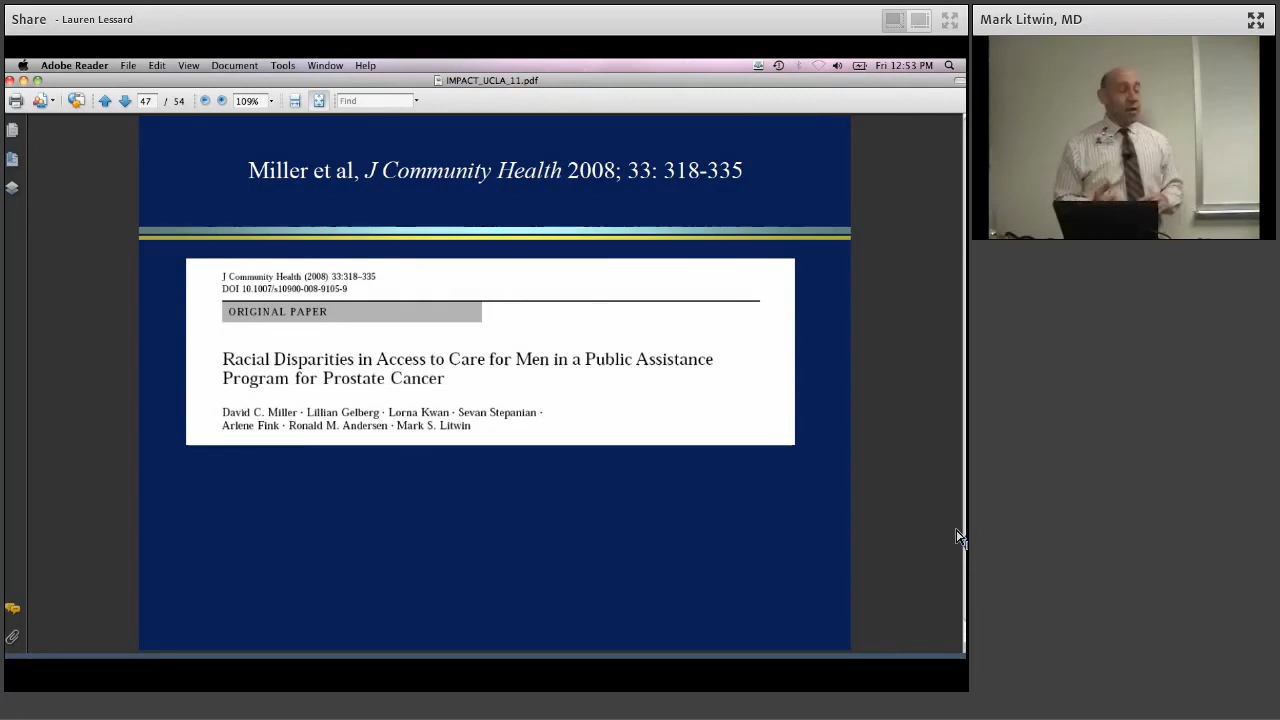 Share - Lauren Lessard
Mark Litwin, MD
Adobe Reader File Edit View Document Tools Window Help Fri 12:53 PM
IMPACT_UCLA_11.pdf
47 / 54 109% Find
Miller et al, J Community Health 2008; 33: 318-335
J Community Health (2008) 33:318–335
DOI 10.1007/s10900-008-9105-9
ORIGINAL PAPER
Racial Disparities in Access to Care for Men in a Public Assistance
Program for Prostate Cancer
David C. Miller · Lillian Gelberg · Lorna Kwan · Sevan Stepanian ·
Arlene Fink · Ronald M. Andersen · Mark S. Litwin